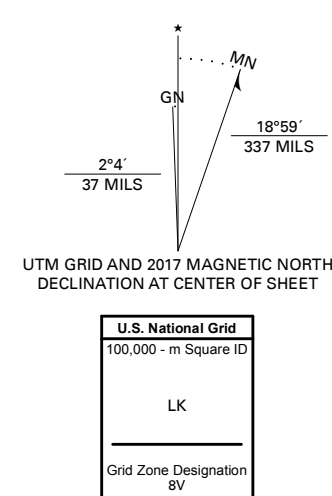 ★
MN
GN
18°59´
337 MILS
2°4´
37 MILS
UTM GRID AND 2017 MAGNETIC NORTH
DECLINATION AT CENTER OF SHEET
U.S. National Grid
100,000 - m Square ID
LK
Grid Zone Designation
8V